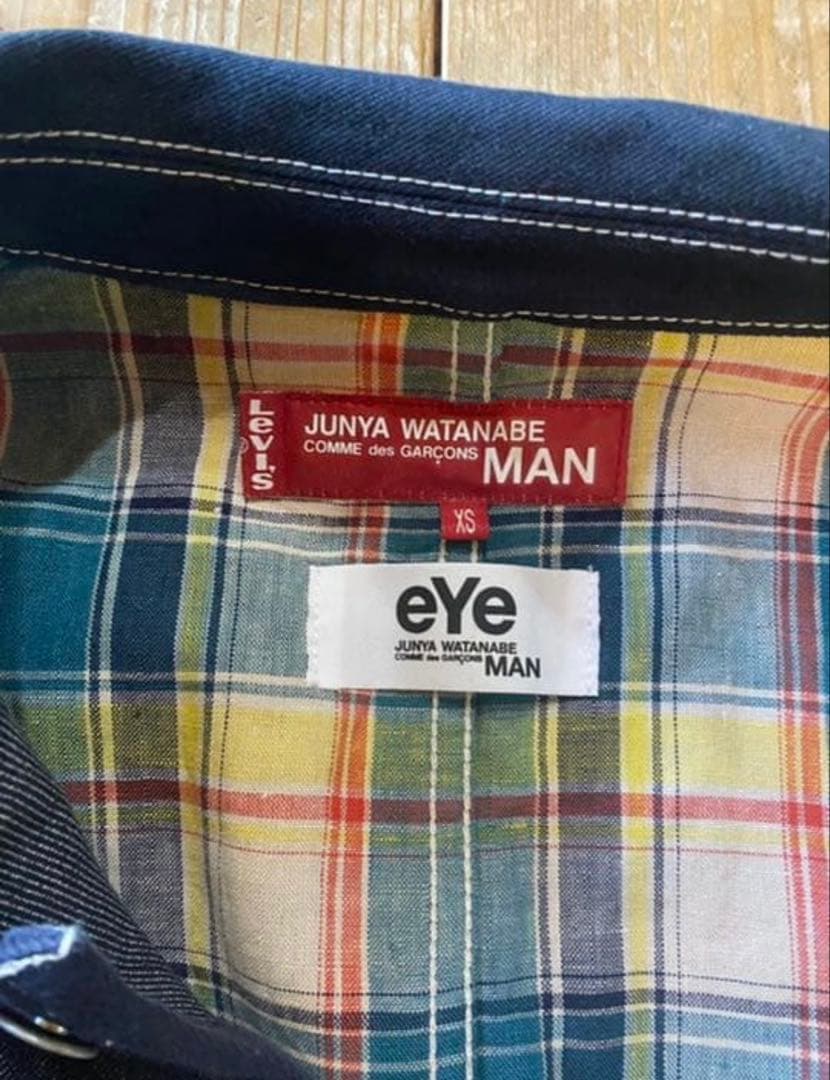 Levi's
®
JUNYA WATANABE
COMME des GARÇONS MAN
XS
eYe
JUNYA WATANABE
COMME des GARÇONS MAN